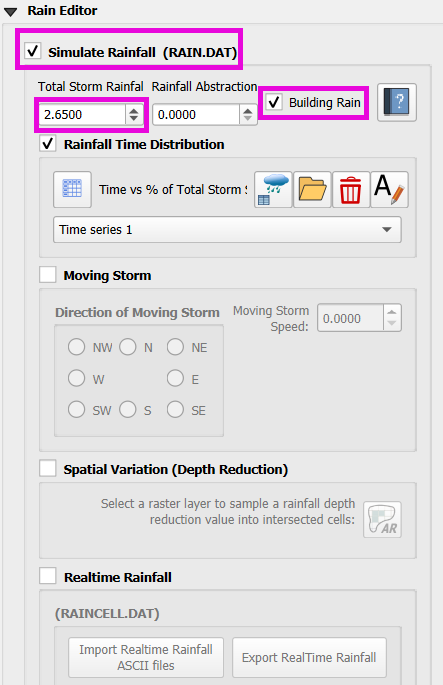 Rain Editor
Simulate Rainfall (RAIN.DAT)
Total Storm Rainfal Rainfall Abstraction
2.6500 0.0000 Building Rain ?
Rainfall Time Distribution
Time vs % of Total Storm
Time series 1
Moving Storm
Direction of Moving Storm
Moving Storm
Speed:
0.0000
NW N NE
W E
SW S SE
Spatial Variation (Depth Reduction)
Select a raster layer to sample a rainfall depth
reduction value into intersected cells:
AR
Realtime Rainfall
(RAINCELL.DAT)
Import Realtime Rainfall
ASCII files
Export RealTime Rainfall